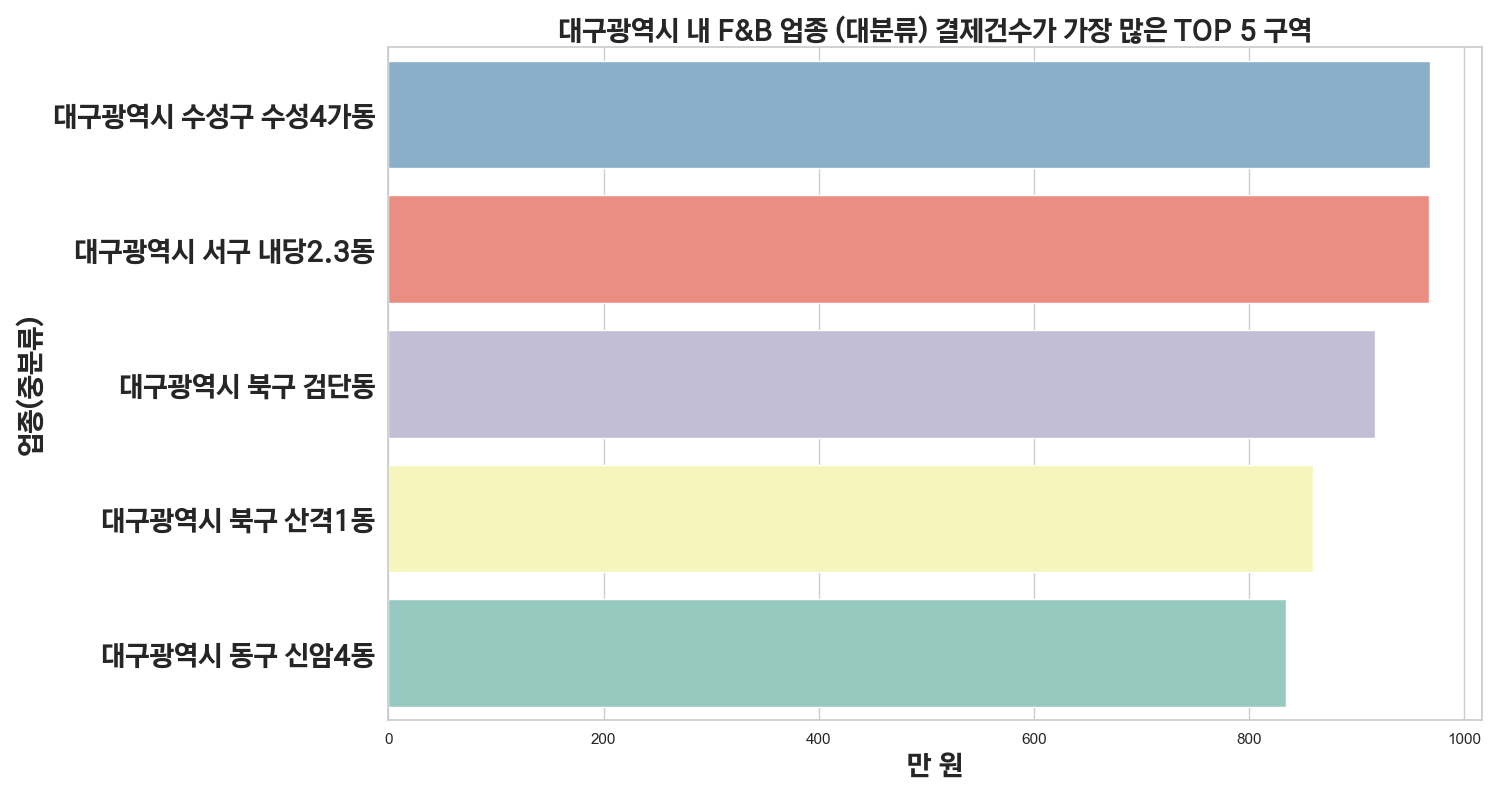 대구광역시 내 F&B 업종 (대분류) 결제건수가 가장 많은 TOP 5 구역
업종(중분류)
대구광역시 수성구 수성4가동
대구광역시 서구 내당2.3동
대구광역시 북구 검단동
대구광역시 북구 산격1동
대구광역시 동구 신암4동
0 200 400 600 800 1000
만 원